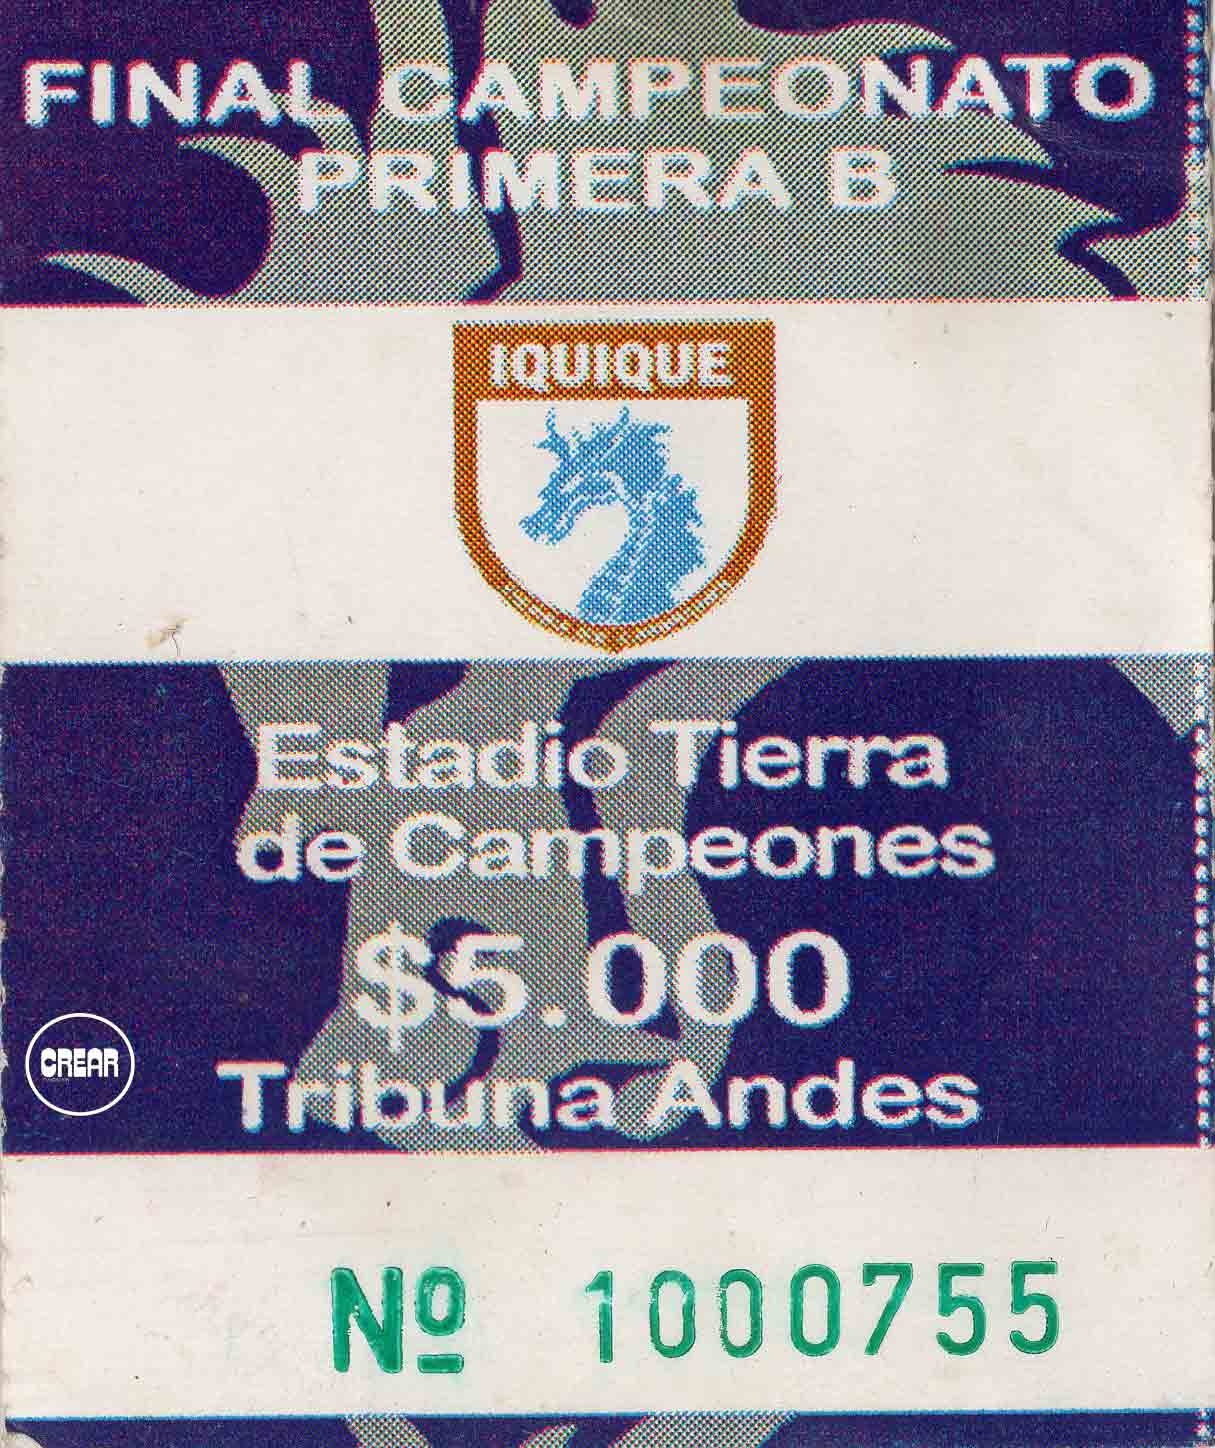 FINAL CAMPEONATO
PRIMERA B
IQUIQUE
Estadio Tierra
de Campeones
$5.000
CREAR
Tribuna Andes
Nº 1000755